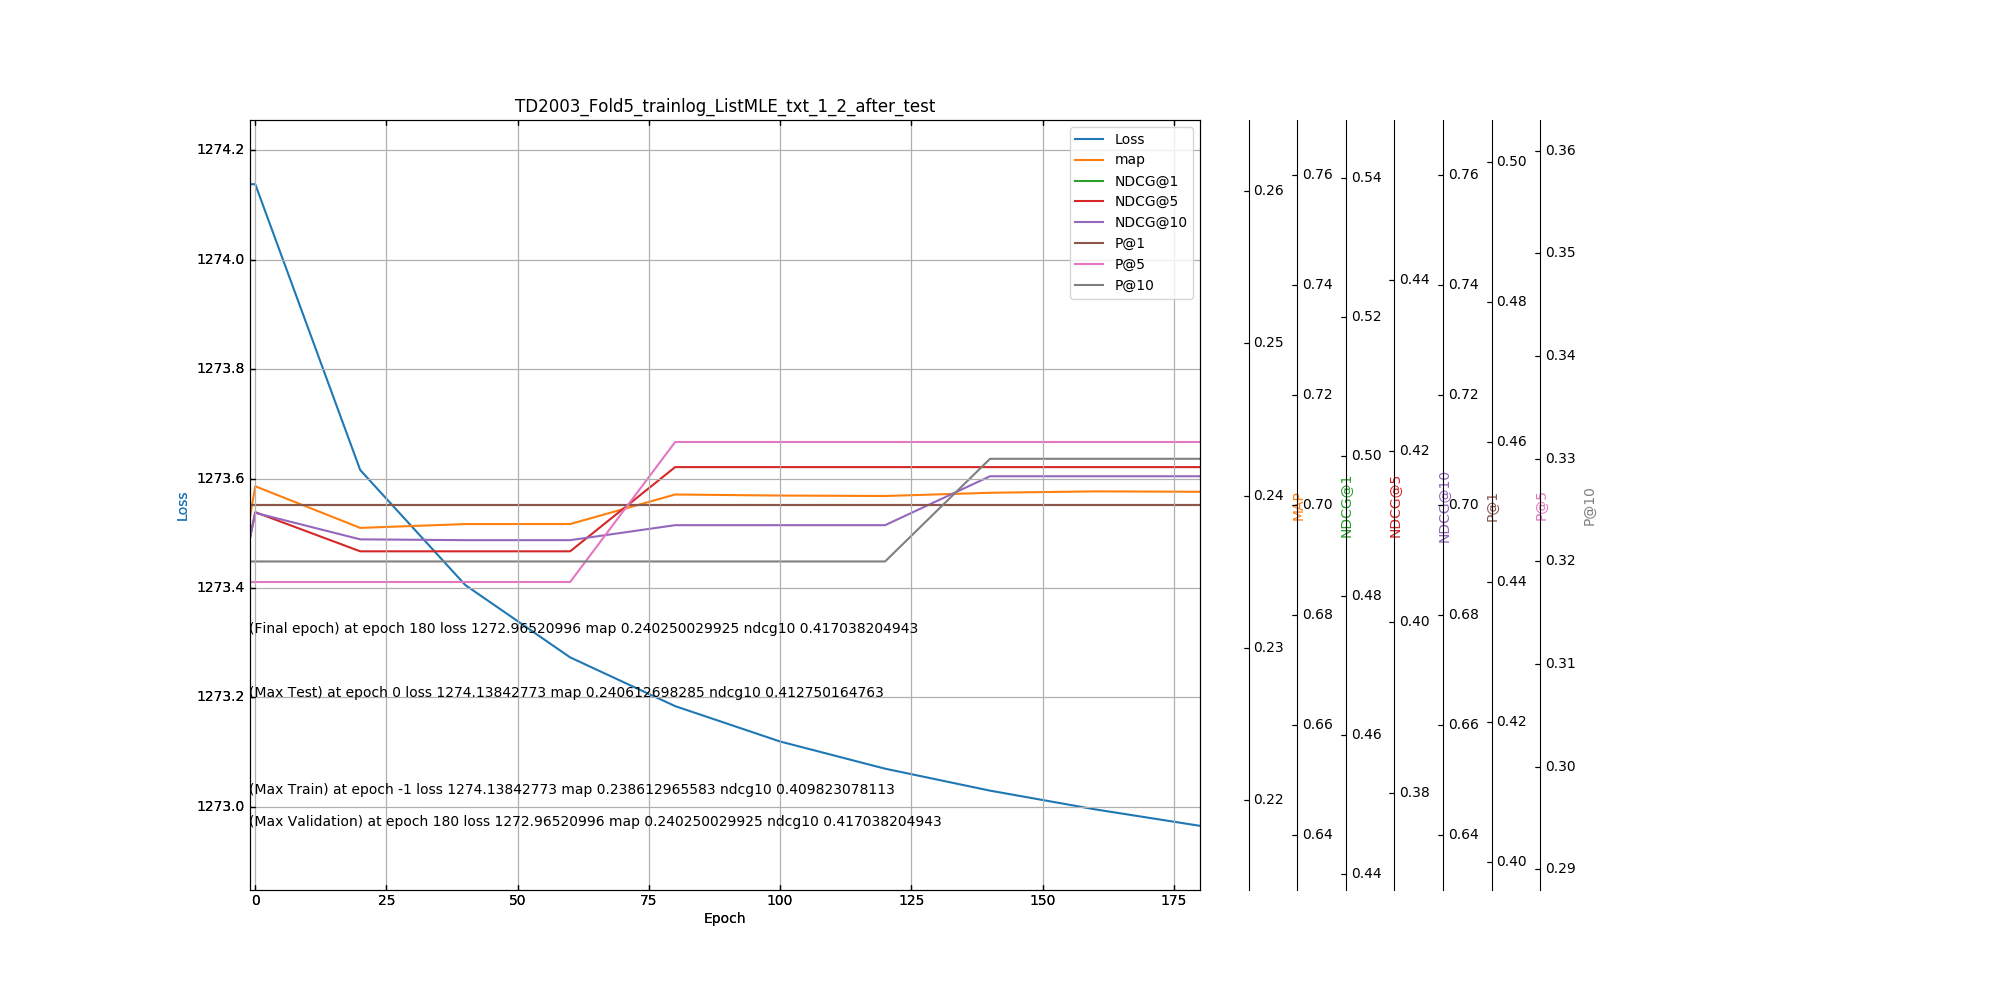 TD2003_Fold5_trainlog_ListMLE_txt_1_2_after_test
Loss
map
NDCG@1
NDCG@5
NDCG@10
P@1
P@5
P@10
1274.2
1274.0
1273.8
1273.6
1273.4
1273.2
1273.0
Loss
(Final epoch) at epoch 180 loss 1272.96520996 map 0.240250029925 ndcg10 0.417038204943
(Max Test) at epoch 0 loss 1274.13842773 map 0.240612698285 ndcg10 0.412750164763
(Max Train) at epoch -1 loss 1274.13842773 map 0.238612965583 ndcg10 0.409823078113
(Max Validation) at epoch 180 loss 1272.96520996 map 0.240250029925 ndcg10 0.417038204943
0 25 50 75 100 125 150 175
Epoch
0.26
0.25
0.24
0.23
0.22
MAP
0.76
0.74
0.72
0.70
0.68
0.66
0.64
NDCG@1
0.54
0.52
0.50
0.48
0.46
0.44
NDCG@5
0.44
0.42
0.40
0.38
NDCG@10
0.76
0.74
0.72
0.70
0.68
0.66
0.64
P@1
0.50
0.48
0.46
0.44
0.42
0.40
P@5
0.36
0.35
0.34
0.33
0.32
0.31
0.30
0.29
P@10